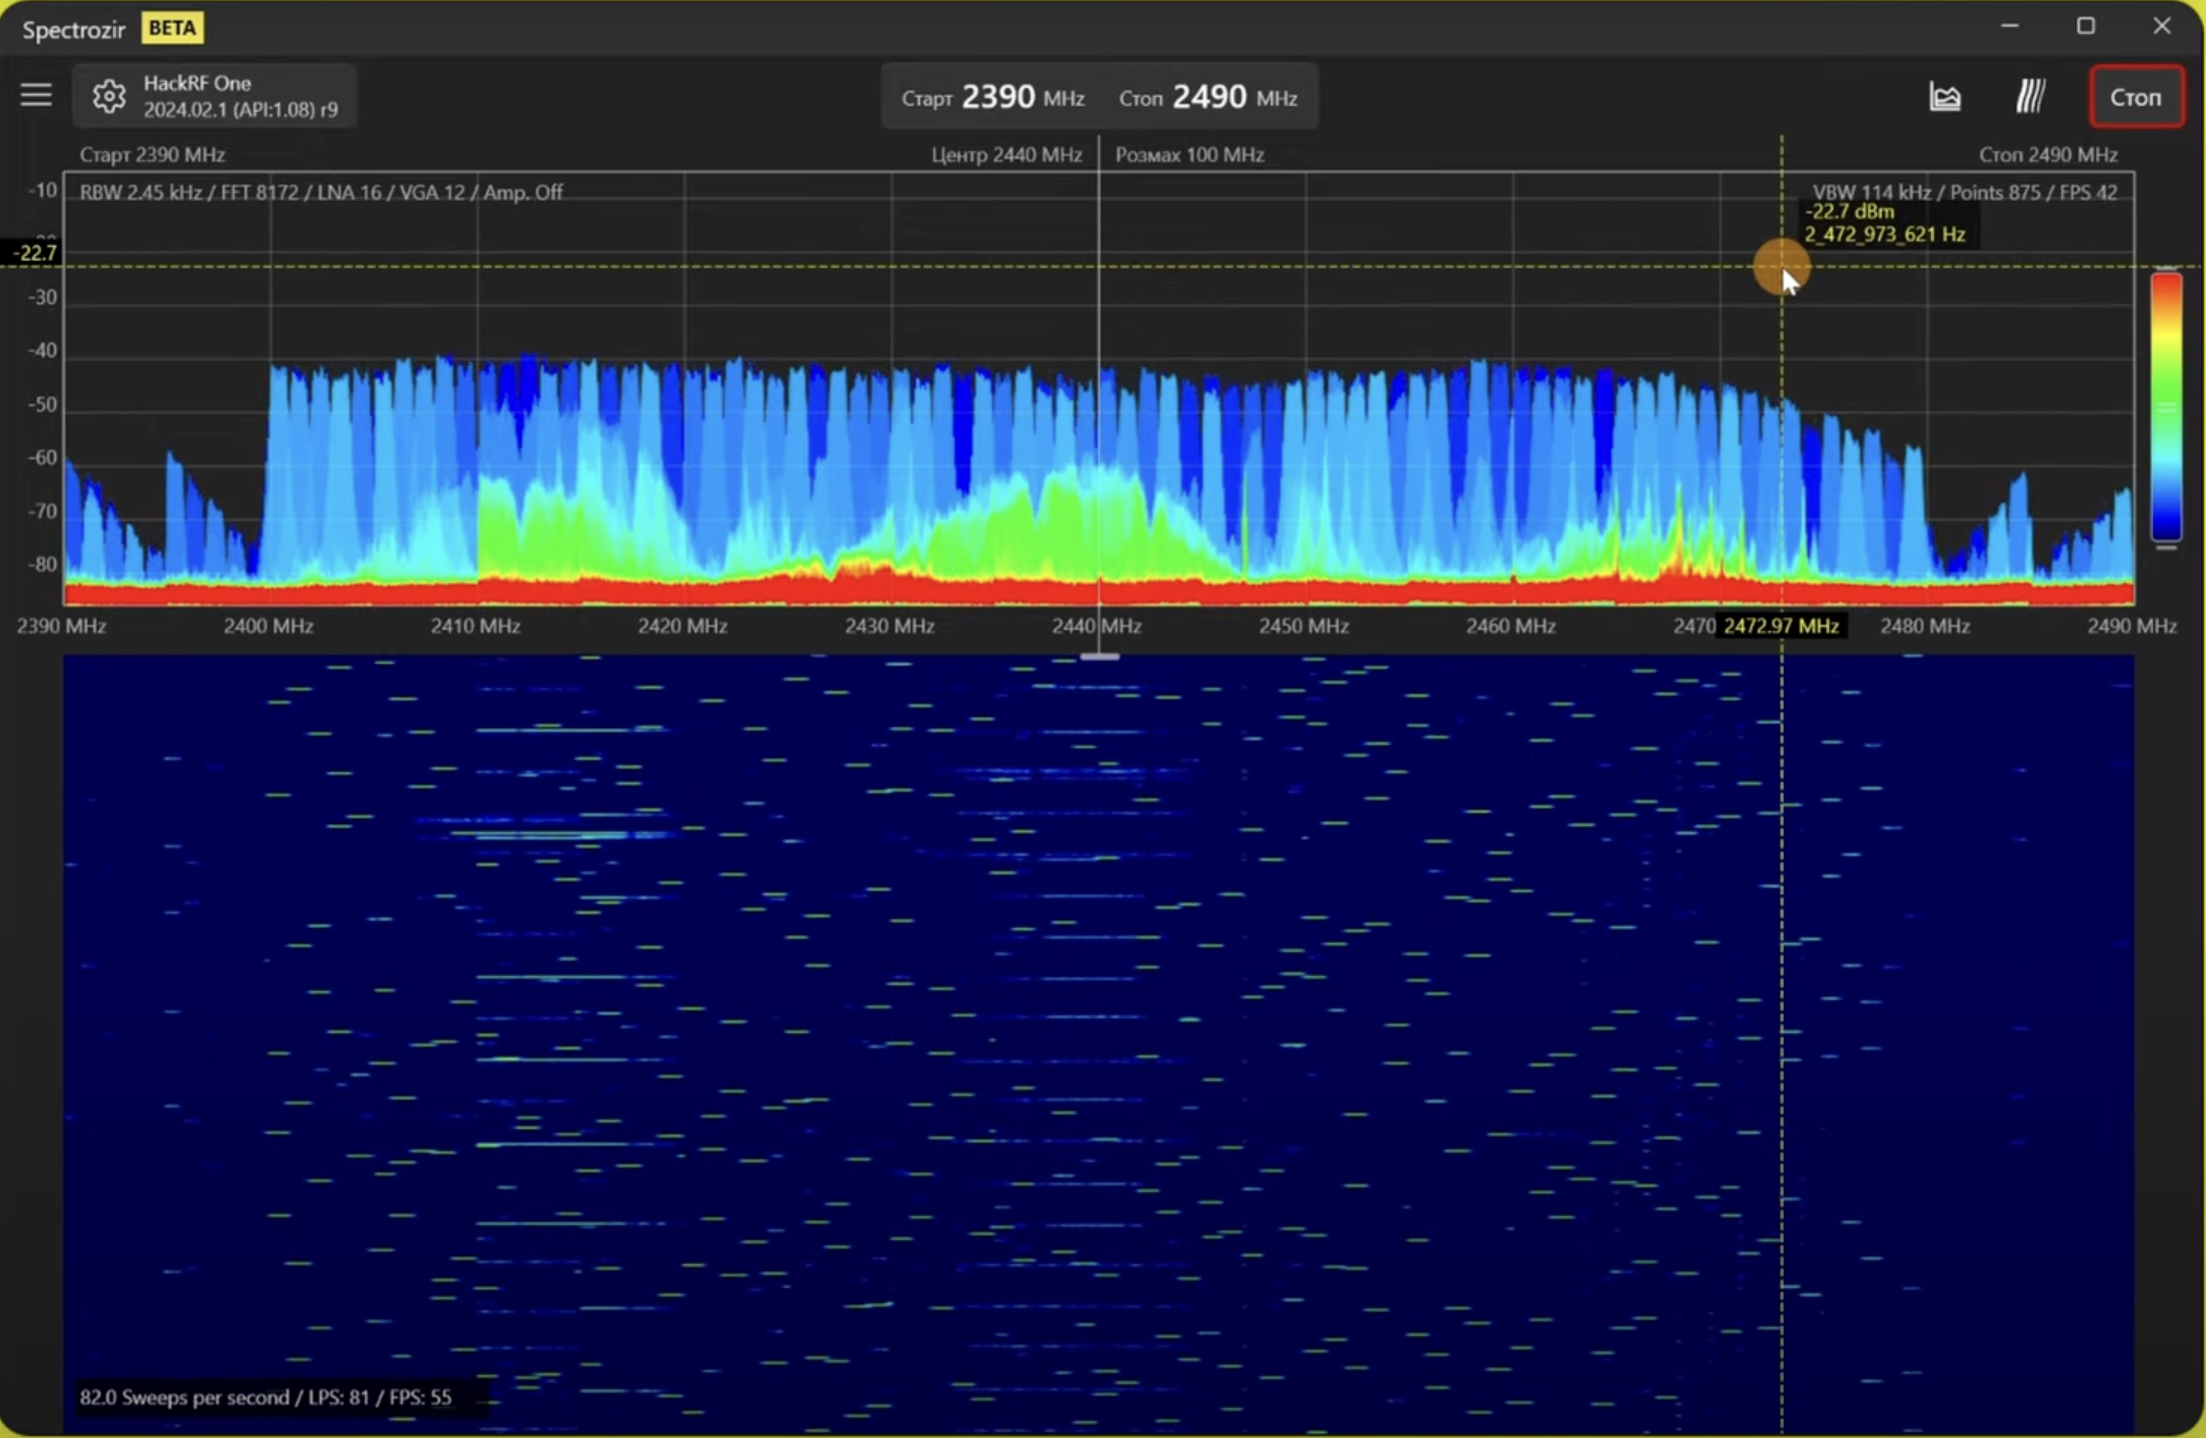 Spectrozir BETA
HackRF One
2024.02.1 (API:1.08) r9
Старт 2390 MHz Стоп 2490 MHz
Стоп
Старт 2390 MHz
Центр 2440 MHz
Розмах 100 MHz
Стоп 2490 MHz
RBW 2.45 kHz / FFT 8172 / LNA 16 / VGA 12 / Amp. Off
VBW 114 kHz / Points 875 / FPS 42
-22.7 dBm
2_472_973_621 Hz
-10
-22.7
-30
-40
-50
-60
-70
-80
2390 MHz 2400 MHz 2410 MHz 2420 MHz 2430 MHz 2440 MHz 2450 MHz 2460 MHz 2470 2472.97 MHz 2480 MHz 2490 MHz
82.0 Sweeps per second / LPS: 81 / FPS: 55